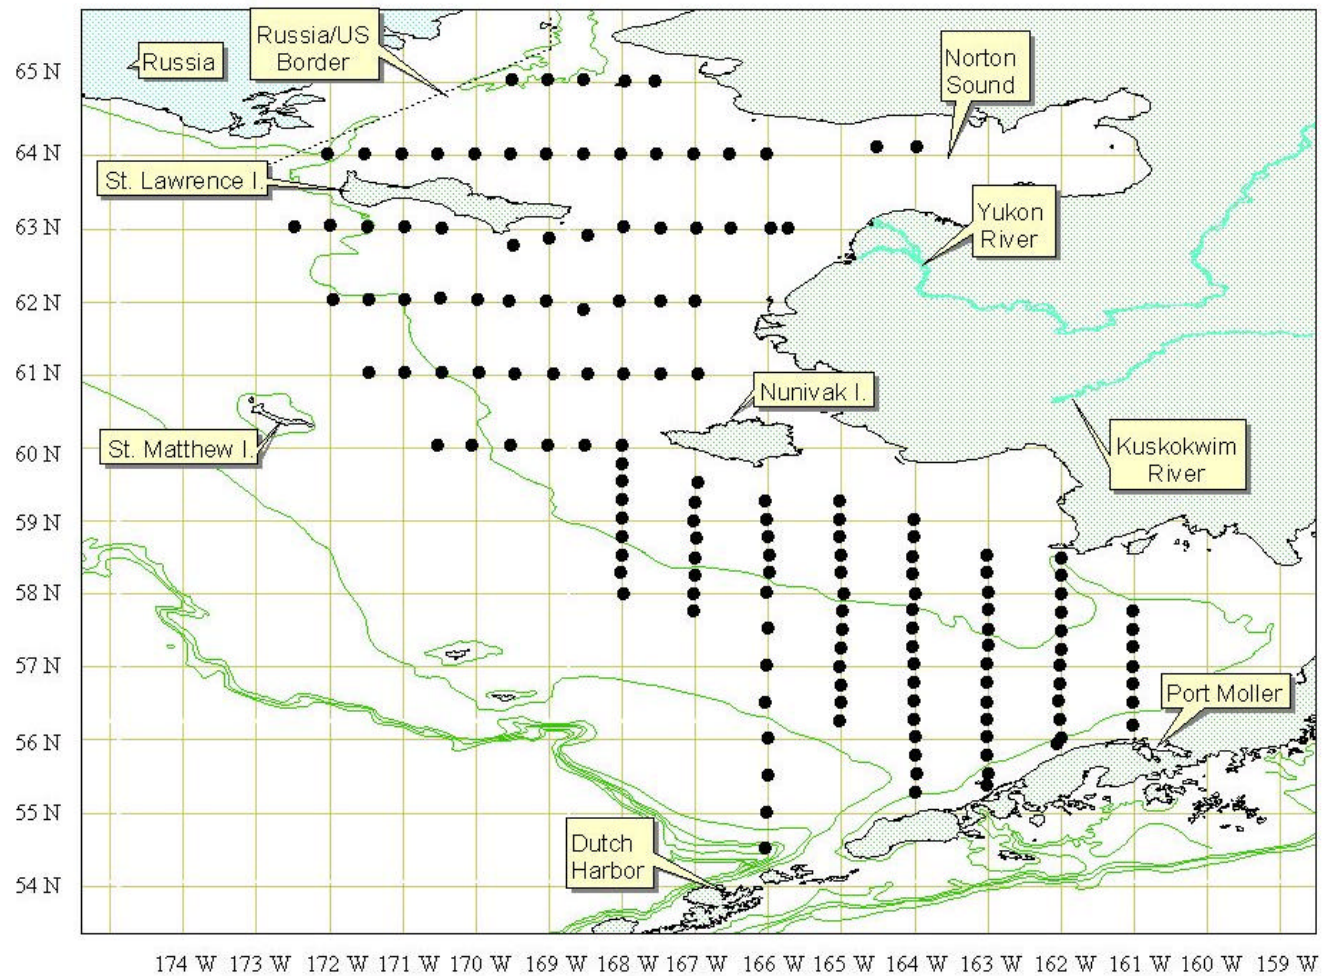 Russia/US
Border
Russia
Norton
Sound
65 N
64 N
St. Lawrence I.
Yukon
River
63 N
62 N
61 N
Nunivak I.
St. Matthew I.
60 N
Kuskokwim
River
59 N
58 N
57 N
Port Moller
56 N
55 N
Dutch
Harbor
54 N
174 W 173 W 172 W 171 W 170 W 169 W 168 W 167 W 166 W 165 W 164 W 163 W 162 W 161 W 160 W 159 W